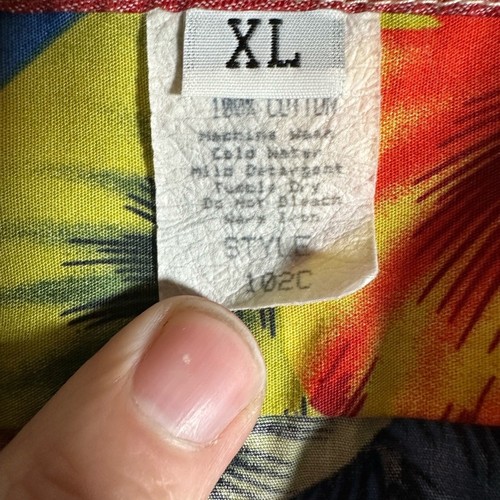 XL
100% COTTON
Machine Wash
Cold Water
Mild Detergent
Tumble Dry
Do Not Bleach
Warm Iron
STYLE
102C